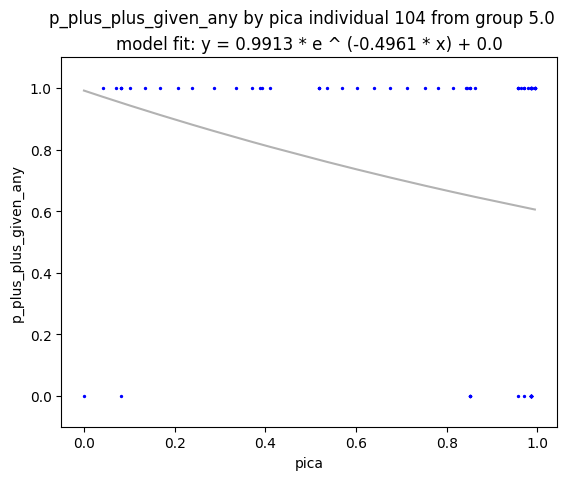 p_plus_plus_given_any by pica individual 104 from group 5.0
model fit: y = 0.9913 * e ^ (-0.4961 * x) + 0.0
p_plus_plus_given_any
1.0
0.8
0.6
0.4
0.2
0.0
0.0 0.2 0.4 0.6 0.8 1.0
pica